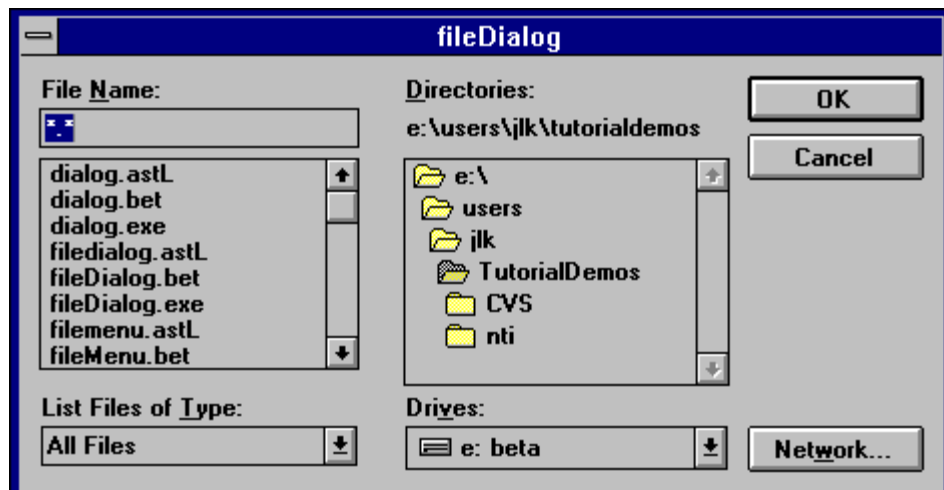 fileDialog
File Name:
*.*
dialog.astL
dialog.bet
dialog.exe
filedialog.astL
fileDialog.bet
fileDialog.exe
filemenu.astL
fileMenu.bet
List Files of Type:
All Files
Directories:
e:\users\jlk\tutorialdemos
e:\
users
jlk
TutorialDemos
CVS
nti
Drives:
e: beta
OK
Cancel
Network...